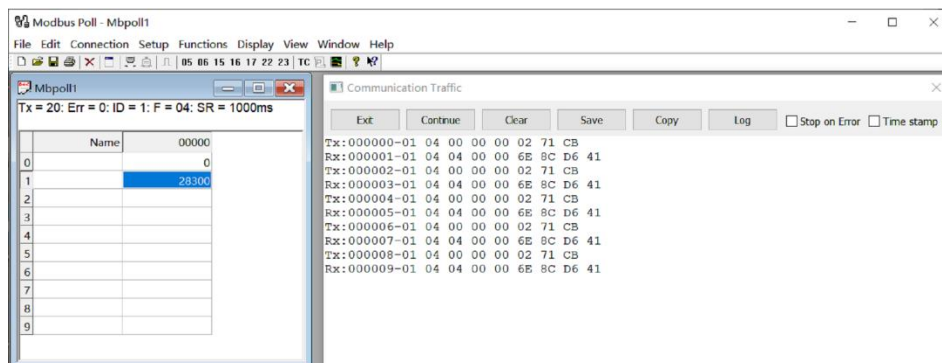 Modbus Poll - Mbpoll1
File Edit Connection Setup Functions Display View Window Help
05 06 15 16 17 22 23 TC
Mbpoll1
Tx = 20: Err = 0: ID = 1: F = 04: SR = 1000ms
Name 00000
0 0
1 28300
2
3
4
5
6
7
8
9
Communication Traffic
Exit Continue Clear Save Copy Log Stop on Error Time stamp
Tx:000000-01 04 00 00 00 02 71 CB
Rx:000001-01 04 04 00 00 6E 8C D6 41
Tx:000002-01 04 00 00 00 02 71 CB
Rx:000003-01 04 04 00 00 6E 8C D6 41
Tx:000004-01 04 00 00 00 02 71 CB
Rx:000005-01 04 04 00 00 6E 8C D6 41
Tx:000006-01 04 00 00 00 02 71 CB
Rx:000007-01 04 04 00 00 6E 8C D6 41
Tx:000008-01 04 00 00 00 02 71 CB
Rx:000009-01 04 04 00 00 6E 8C D6 41